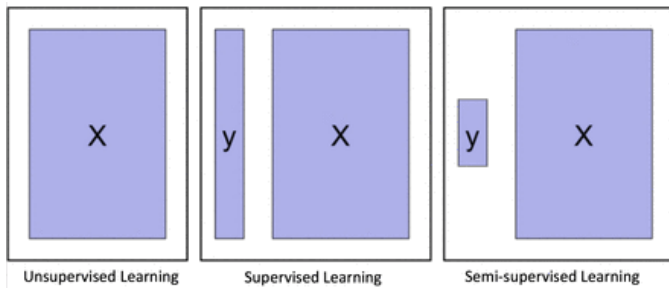 X
y
X
y
X
Unsupervised Learning
Supervised Learning
Semi-supervised Learning